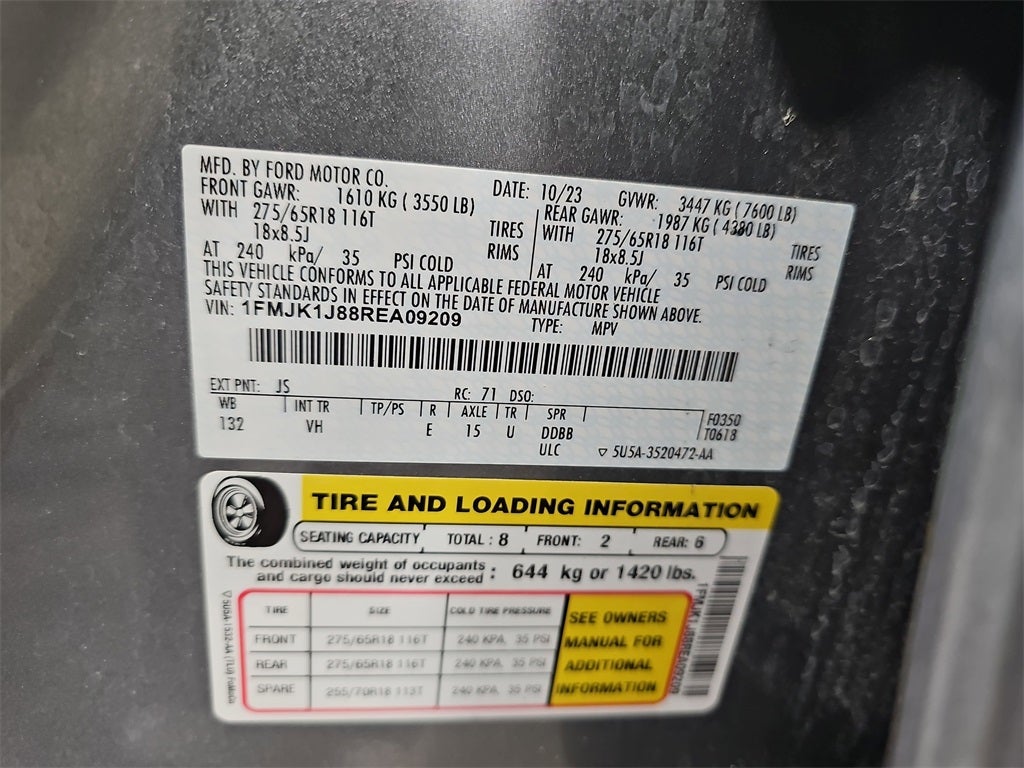 MFD. BY FORD MOTOR CO. DATE: 10/23 GVWR: 3447 KG ( 7600 LB)
FRONT GAWR: 1610 KG ( 3550 LB) REAR GAWR: 1987 KG ( 4380 LB)
WITH 275/65R18 116T TIRES WITH 275/65R18 116T TIRES
18x8.5J RIMS 18x8.5J RIMS
AT 240 kPa/ 35 PSI COLD AT 240 kPa/ 35 PSI COLD
THIS VEHICLE CONFORMS TO ALL APPLICABLE FEDERAL MOTOR VEHICLE
SAFETY STANDARDS IN EFFECT ON THE DATE OF MANUFACTURE SHOWN ABOVE.
VIN: 1FMJK1J88REA09209 TYPE: MPV
EXT PNT: JS RC: 71 DSO:
WB INT TR TP/PS R AXLE TR SPR F0350
132 VH E 15 U DDBB T0618
ULC ▽ 5U5A-3520472-AA
TIRE AND LOADING INFORMATION
SEATING CAPACITY TOTAL : 8 FRONT: 2 REAR: 6
The combined weight of occupants
and cargo should never exceed : 644 kg or 1420 lbs.
TIRE SIZE COLD TIRE PRESSURE
FRONT 275/65R18 116T 240 KPA, 35 PSI
REAR 275/65R18 116T 240 KPA, 35 PSI
SPARE 255/70R18 113T 240 KPA, 35 PSI
SEE OWNERS
MANUAL FOR
ADDITIONAL
INFORMATION
1FMJK1J88REA09209